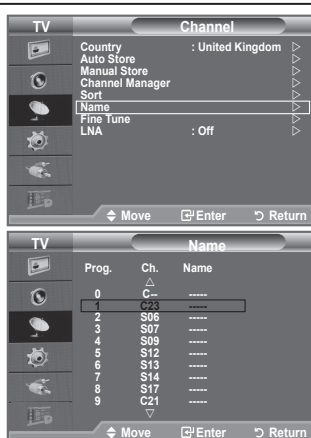 TV Channel
Country : United Kingdom ▷
Auto Store ▷
Manual Store ▷
Channel Manager ▷
Sort ▷
Name ▷
Fine Tune ▷
LNA : Off ▷
Move Enter Return
TV Name
Prog. Ch. Name
△
0 C-- -----
1 C23 -----
2 S06 -----
3 S07 -----
4 S09 -----
5 S12 -----
6 S13 -----
7 S14 -----
8 S17 -----
9 C21 -----
▽
Move Enter Return